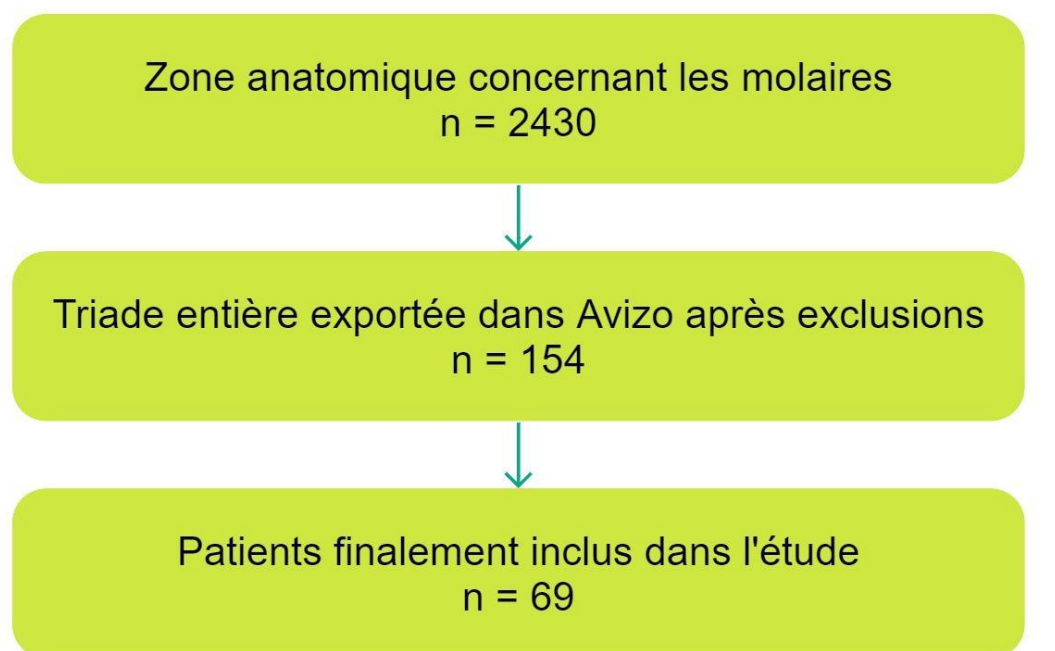 Zone anatomique concernant les molaires
n = 2430
Triade entière exportée dans Avizo après exclusions
n = 154
Patients finalement inclus dans l'étude
n = 69